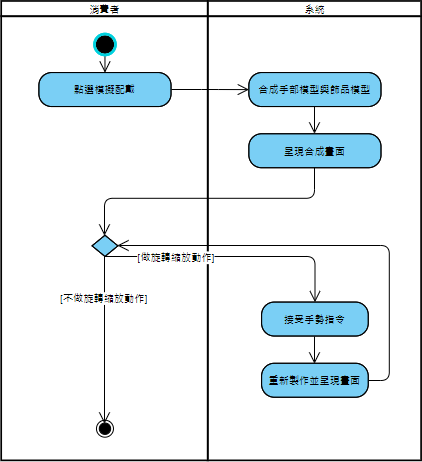 消費者
系統
點選模擬配戴
合成手部模型與飾品模型
呈現合成畫面
[做旋轉縮放動作]
[不做旋轉縮放動作]
接受手勢指令
重新製作並呈現畫面